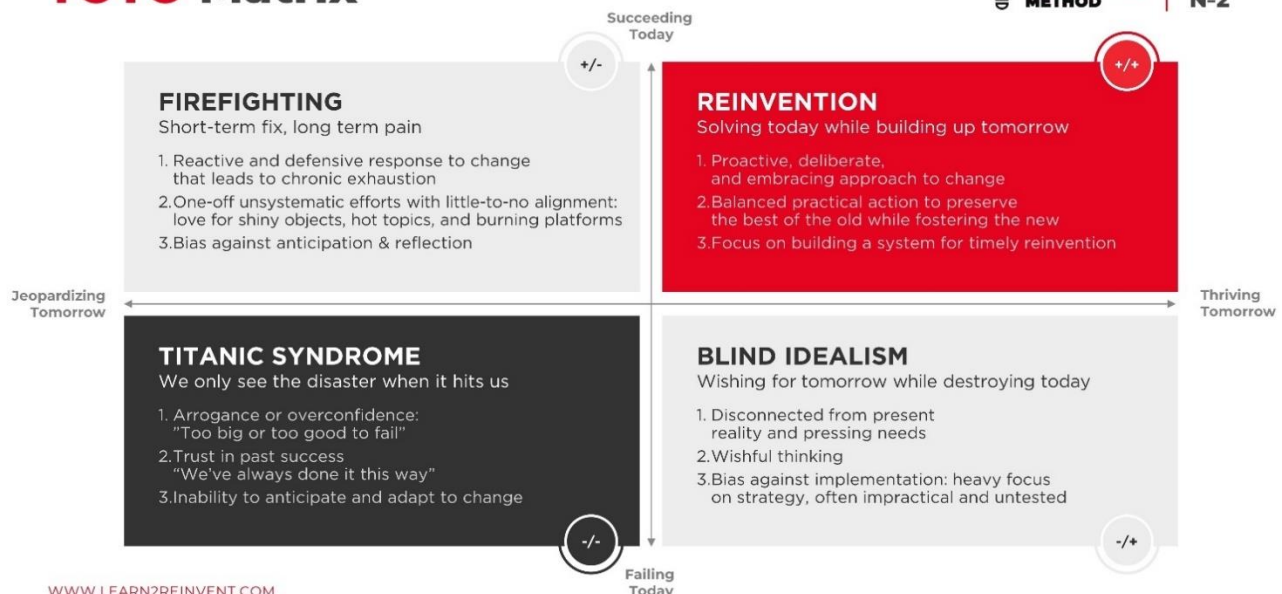 Matrix
METHOD
N-2
Succeeding
Today
+/-
FIREFIGHTING
Short-term fix, long term pain
1. Reactive and defensive response to change
that leads to chronic exhaustion
2.One-off unsystematic efforts with little-to-no alignment:
love for shiny objects, hot topics, and burning platforms
3.Bias against anticipation & reflection
+/+
REINVENTION
Solving today while building up tomorrow
1. Proactive, deliberate,
and embracing approach to change
2.Balanced practical action to preserve
the best of the old while fostering the new
3.Focus on building a system for timely reinvention
Jeopardizing
Tomorrow
Thriving
Tomorrow
TITANIC SYNDROME
We only see the disaster when it hits us
1. Arrogance or overconfidence:
"Too big or too good to fail"
2.Trust in past success
"We've always done it this way"
3.Inability to anticipate and adapt to change
-/-
BLIND IDEALISM
Wishing for tomorrow while destroying today
1. Disconnected from present
reality and pressing needs
2.Wishful thinking
3.Bias against implementation: heavy focus
on strategy, often impractical and untested
-/+
Failing
Today
WWW.LEARN2REINVENT.COM